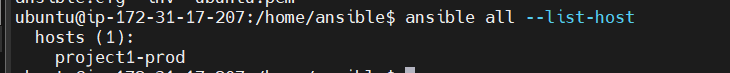 ubuntu@ip-172-31-17-207:/home/ansible$ ansible all --list-host
hosts (1):
project1-prod